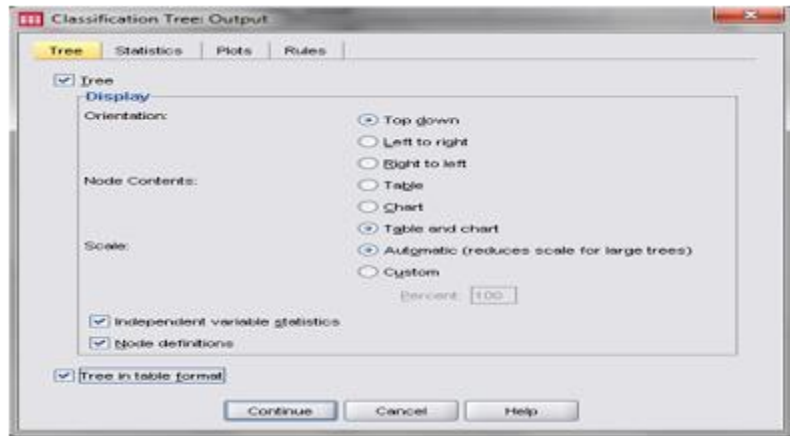 Classification Tree: Output
Tree Statistics Plots Rules
Tree
Display
Orientation:
Top down
Left to right
Right to left
Node Contents:
Table
Chart
Table and chart
Scale:
Automatic (reduces scale for large trees)
Custom
Percent: 100
Independent variable statistics
Node definitions
Tree in table format
Continue Cancel Help